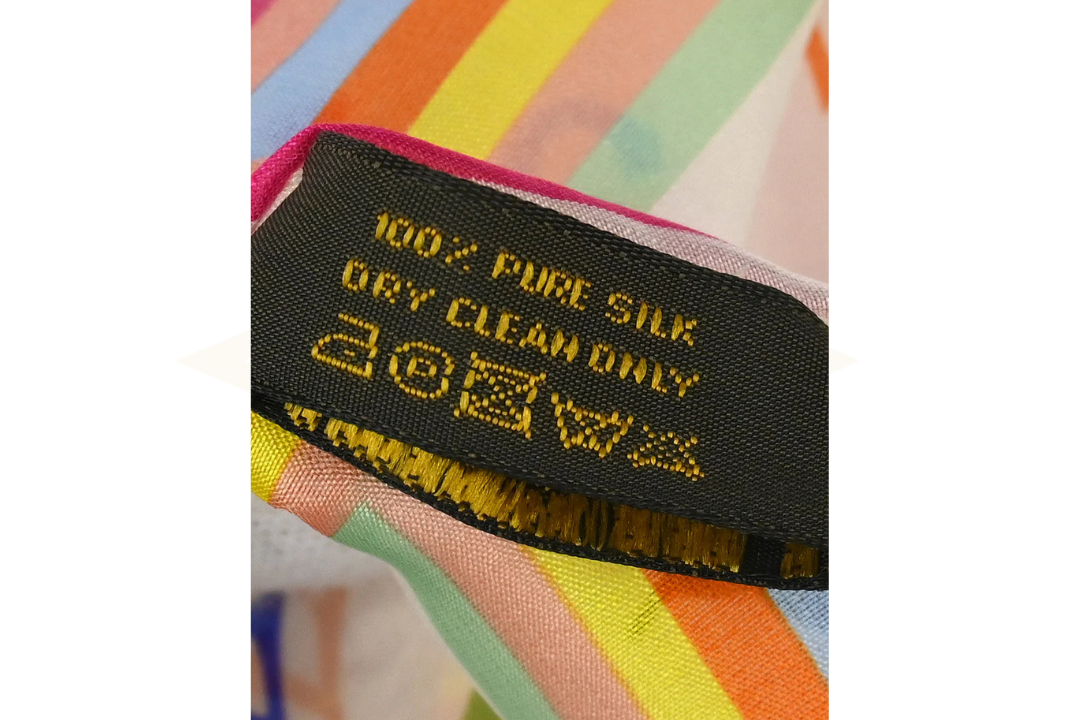 100% PURE SILK
DRY CLEAN ONLY
P